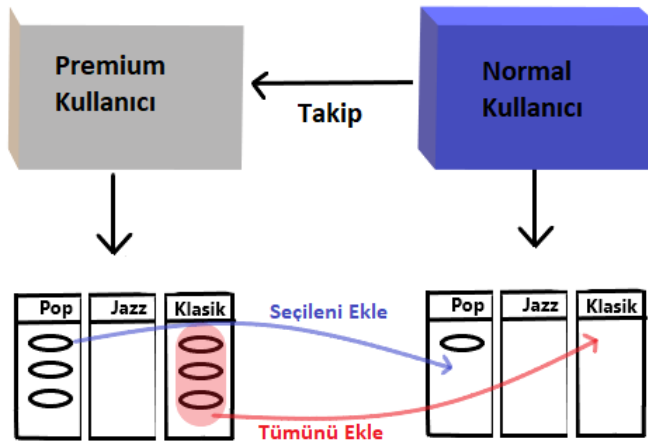 Premium
Kullanıcı
Takip
Normal
Kullanıcı
Pop Jazz Klasik
Seçileni Ekle
Pop Jazz Klasik
Tümünü Ekle